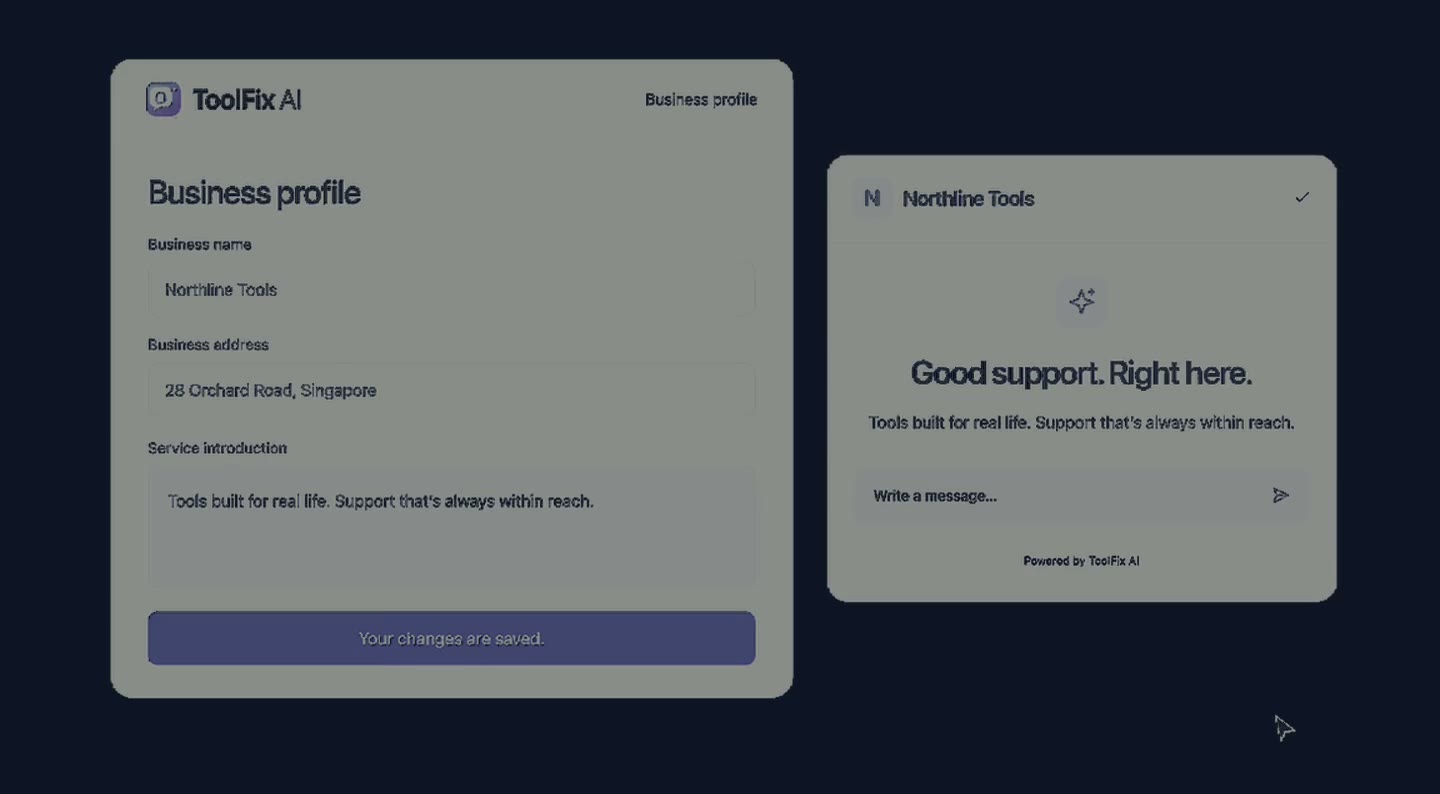 ToolFix AI
Business profile
Business profile
Business name
Northline Tools
Business address
28 Orchard Road, Singapore
Service introduction
Tools built for real life. Support that's always within reach.
Your changes are saved.
N
Northline Tools
Good support. Right here.
Tools built for real life. Support that's always within reach.
Write a message...
Powered by ToolFix AI